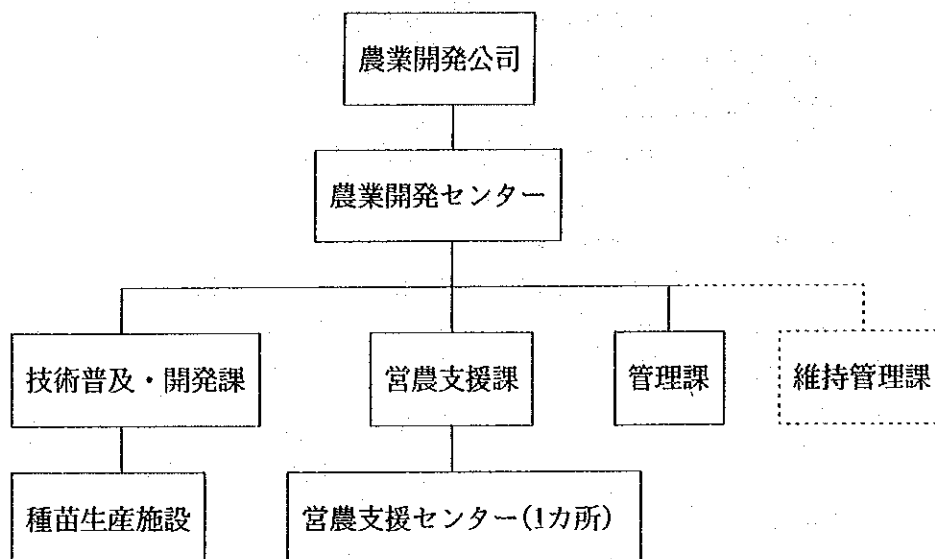 農業開発公司
農業開発センター
技術普及・開発課
営農支援課
管理課
維持管理課
種苗生産施設
営農支援センター(1カ所)